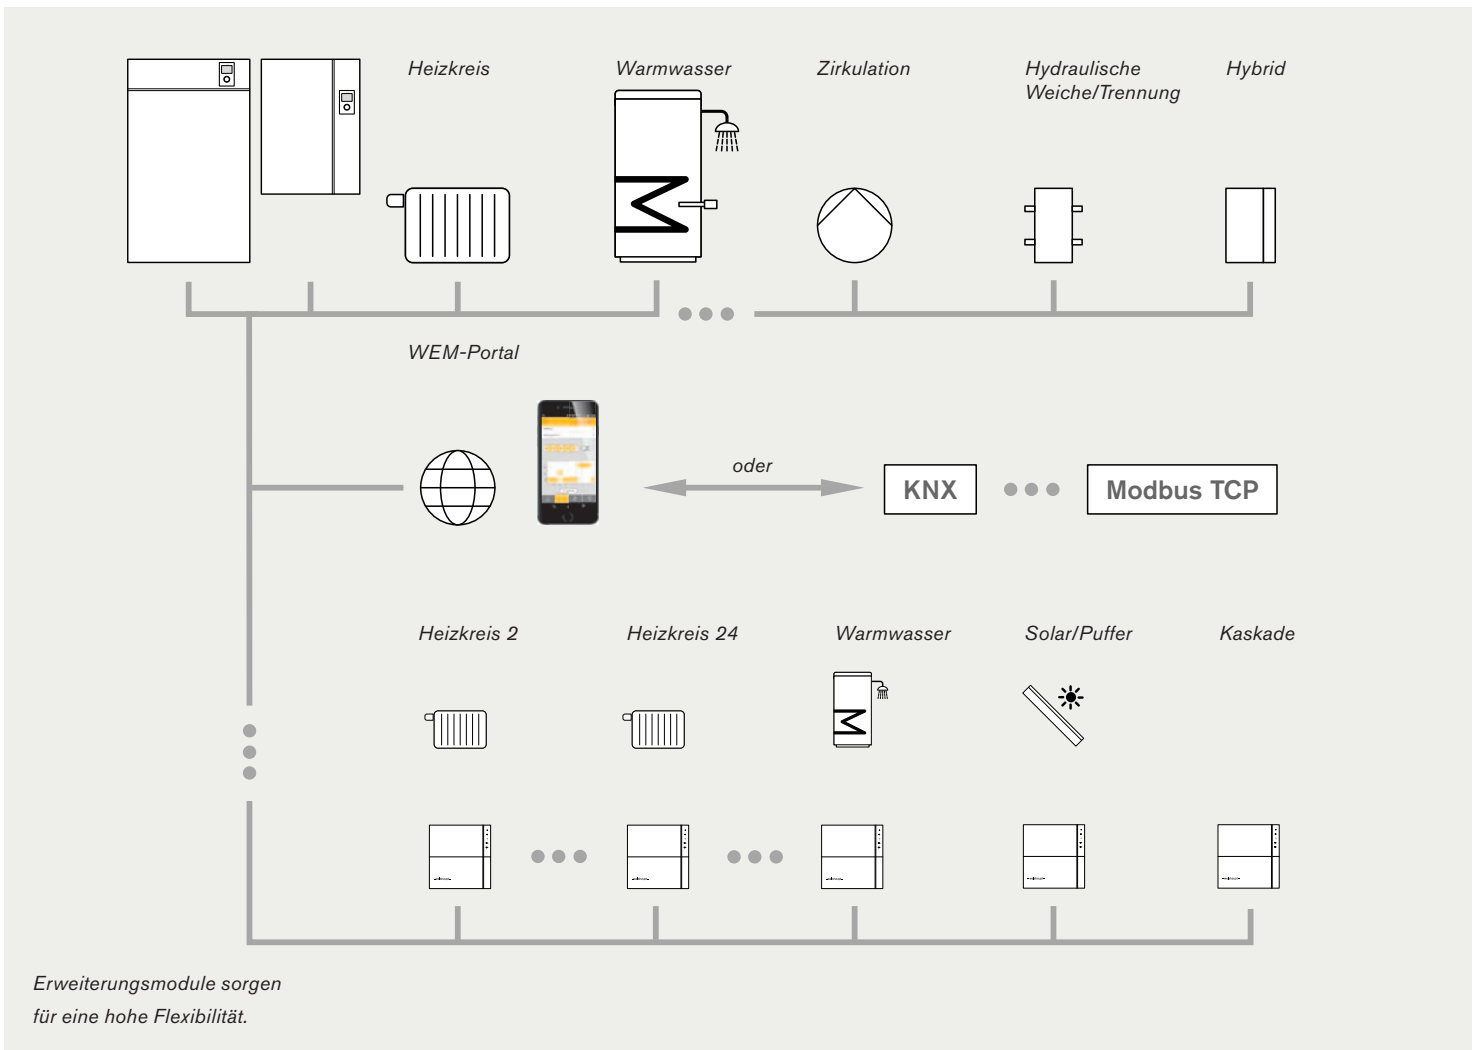 Heizkreis
Warmwasser
Zirkulation
Hydraulische
Weiche/Trennung
Hybrid
WEM-Portal
oder
KNX
Modbus TCP
Heizkreis 2
Heizkreis 24
Warmwasser
Solar/Puffer
Kaskade
Erweiterungsmodule sorgen
für eine hohe Flexibilität.